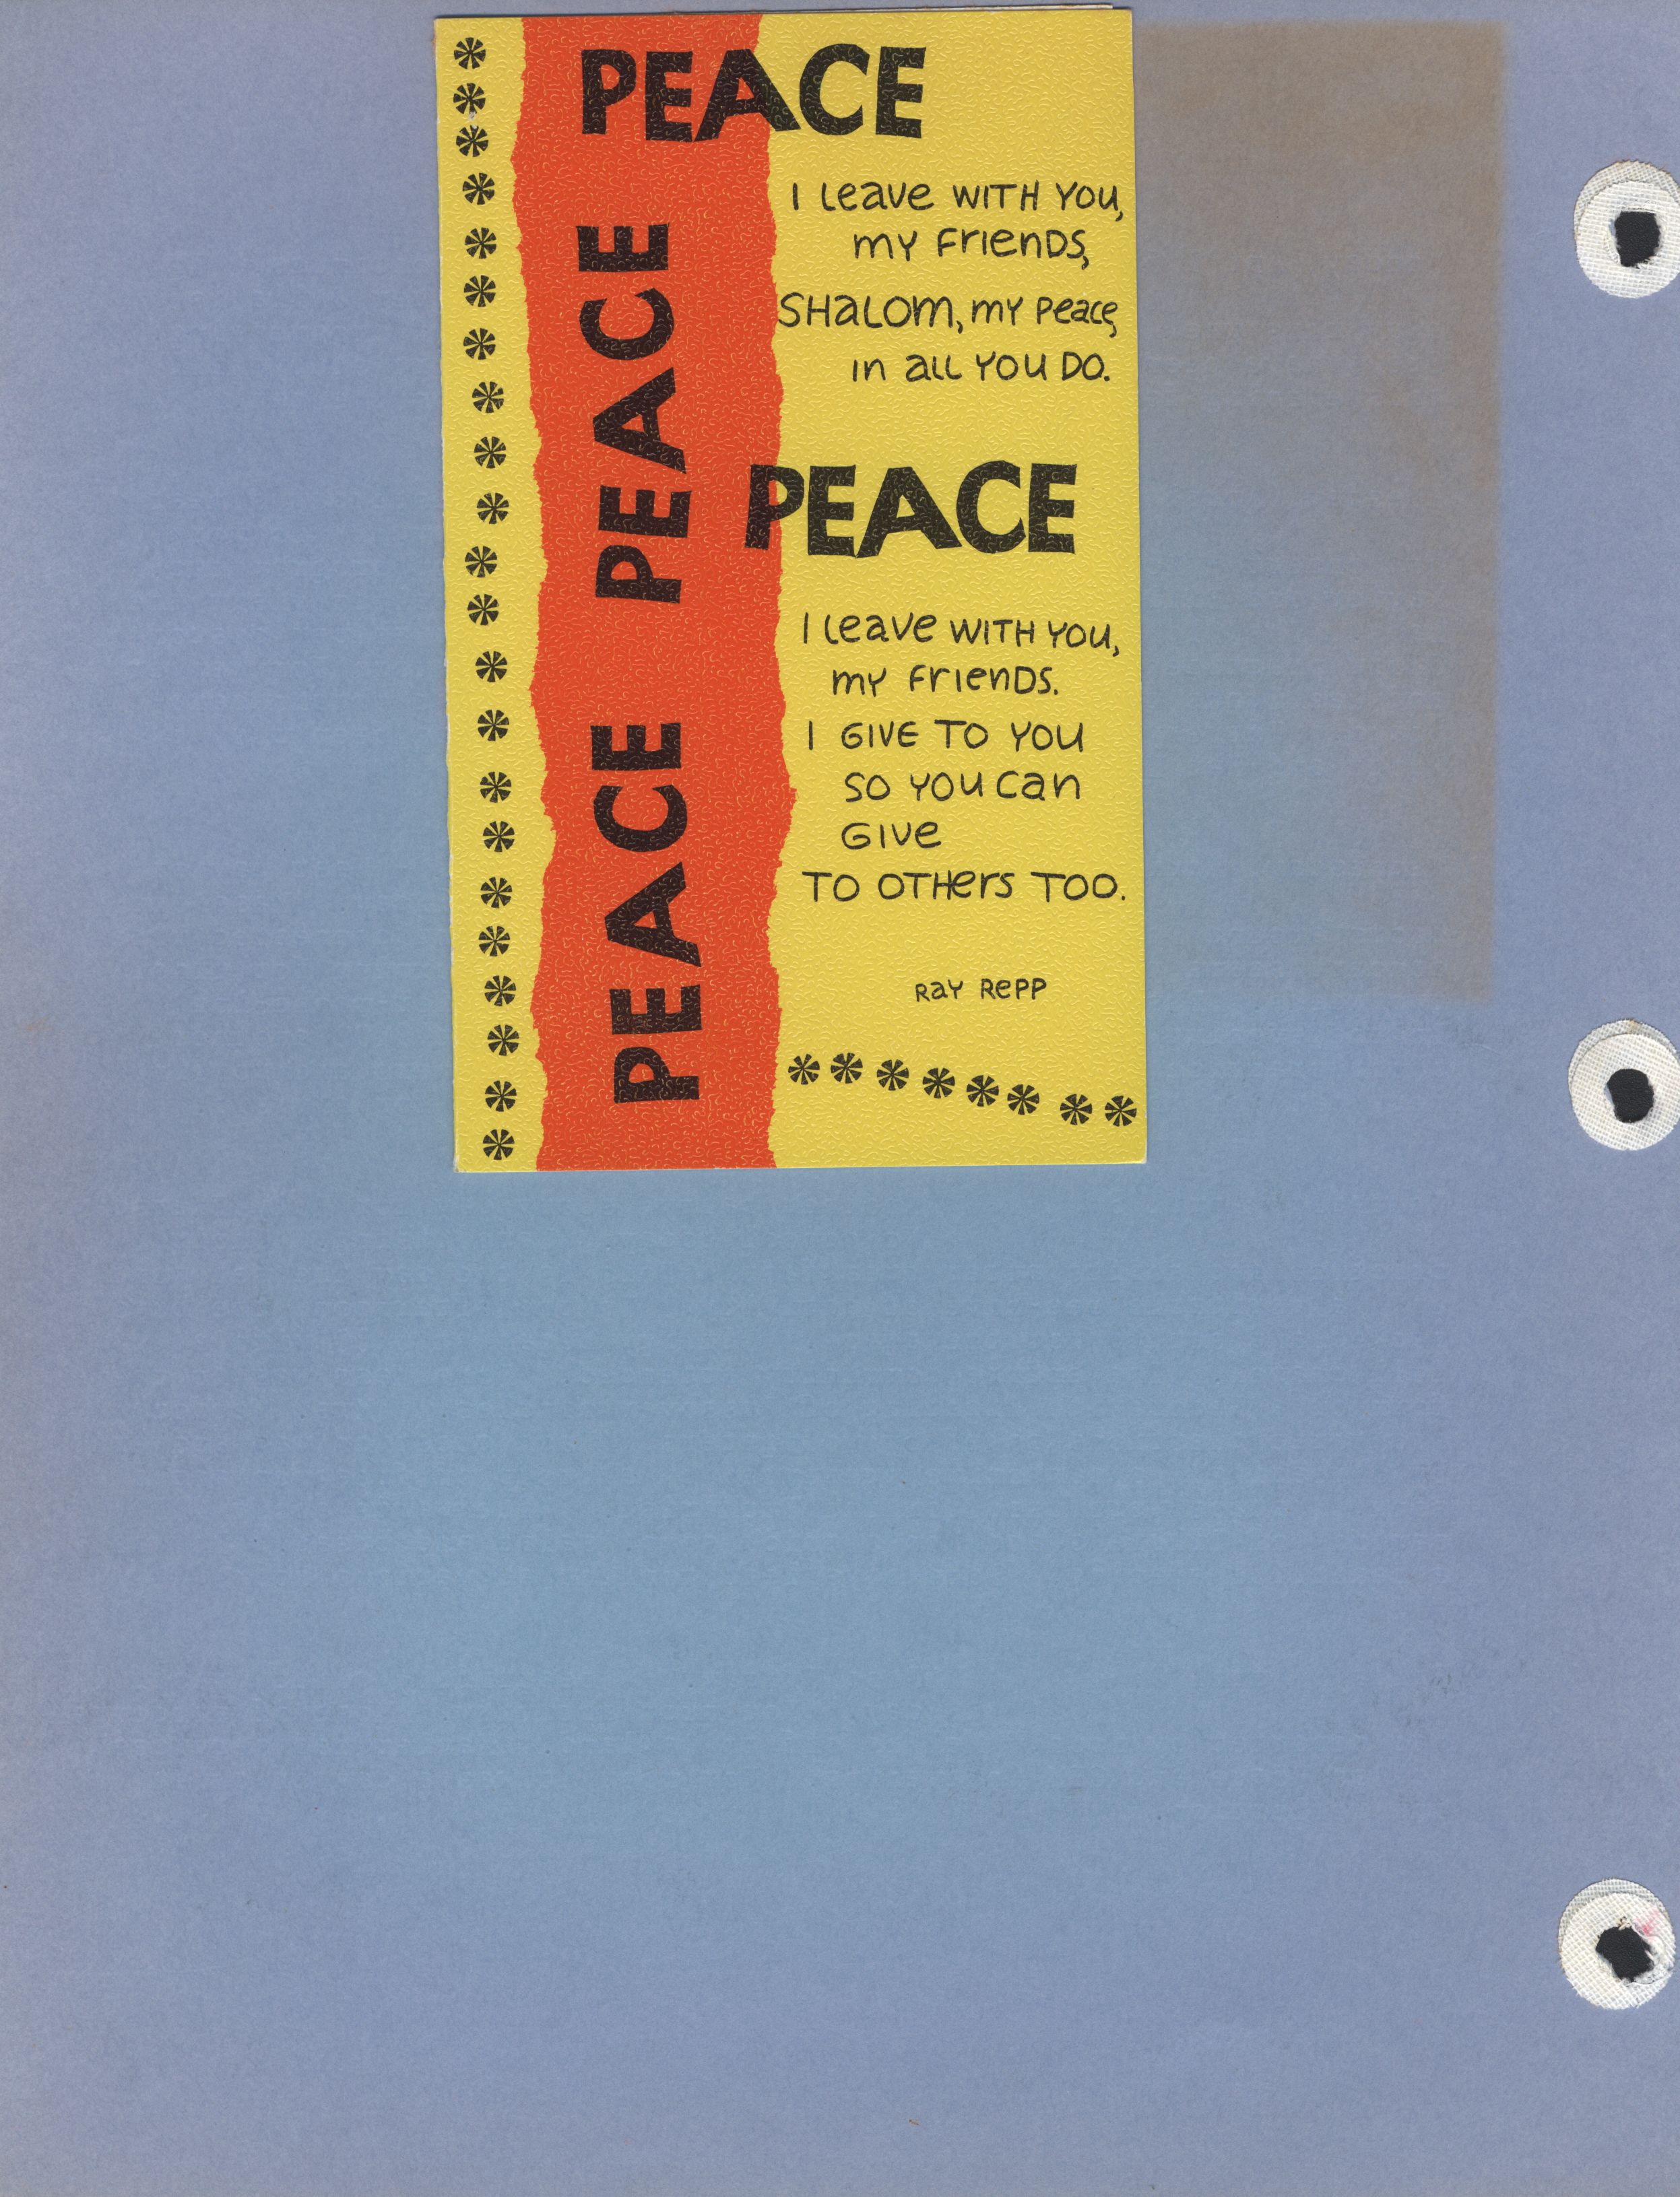 PEACE
I Leave WITH YOU,
my Friends,
SHaLOm, my Peace,
in aLL YOU DO.
PEACE
I Leave WITH YOU,
my Friends.
I GIVE TO YOU
SO YOU Can
GIVE
TO OTHers TOO.
RaY RePP
PEACE PEACE